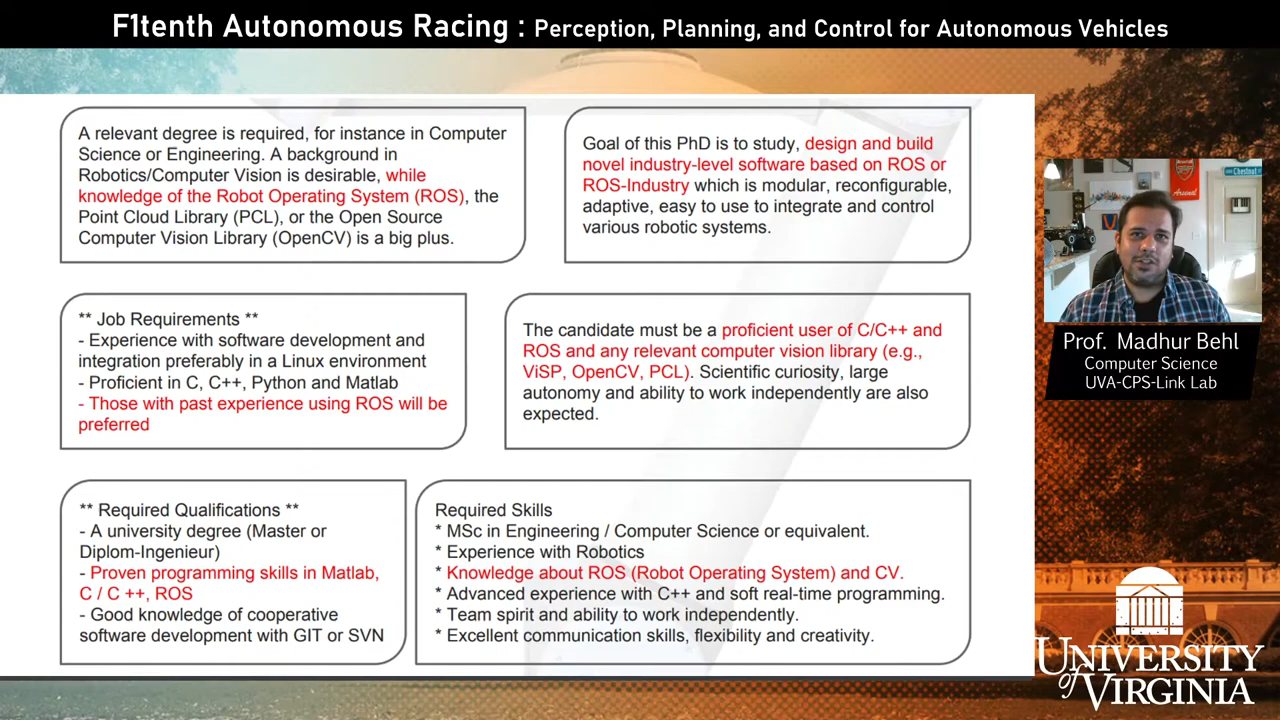 F1tenth Autonomous Racing : Perception, Planning, and Control for Autonomous Vehicles
A relevant degree is required, for instance in Computer
Science or Engineering. A background in
Robotics/Computer Vision is desirable, while
knowledge of the Robot Operating System (ROS), the
Point Cloud Library (PCL), or the Open Source
Computer Vision Library (OpenCV) is a big plus.
Goal of this PhD is to study, design and build
novel industry-level software based on ROS or
ROS-Industry which is modular, reconfigurable,
adaptive, easy to use to integrate and control
various robotic systems.
** Job Requirements **
- Experience with software development and
integration preferably in a Linux environment
- Proficient in C, C++, Python and Matlab
- Those with past experience using ROS will be
preferred
The candidate must be a proficient user of C/C++ and
ROS and any relevant computer vision library (e.g.,
ViSP, OpenCV, PCL). Scientific curiosity, large
autonomy and ability to work independently are also
expected.
** Required Qualifications **
- A university degree (Master or
Diplom-Ingenieur)
- Proven programming skills in Matlab,
C / C ++, ROS
- Good knowledge of cooperative
software development with GIT or SVN
Required Skills
* MSc in Engineering / Computer Science or equivalent.
* Experience with Robotics
* Knowledge about ROS (Robot Operating System) and CV.
* Advanced experience with C++ and soft real-time programming.
* Team spirit and ability to work independently.
* Excellent communication skills, flexibility and creativity.
Arsenal
Chestnut
Prof. Madhur Behl
Computer Science
UVA-CPS-Link Lab
UNIVERSITY
of VIRGINIA